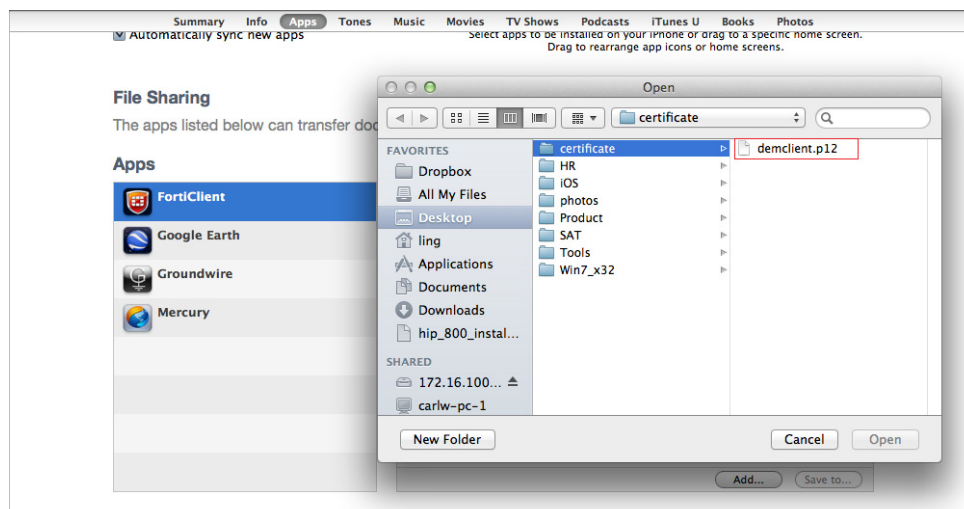 Summary Info Apps Tones Music Movies TV Shows Podcasts iTunes U Books Photos
Automatically sync new apps
Select apps to be installed on your iPhone or drag to a specific home screen.
Drag to rearrange app icons or home screens.
File Sharing
The apps listed below can transfer doc
Apps
FortiClient
Google Earth
Groundwire
Mercury
Open
certificate
FAVORITES
Dropbox
All My Files
Desktop
ling
Applications
Documents
Downloads
hip_800_instal...
SHARED
172.16.100...
carlw-pc-1
certificate
HR
iOS
photos
Product
SAT
Tools
Win7_x32
demclient.p12
New Folder
Cancel
Open
Add...
Save to...